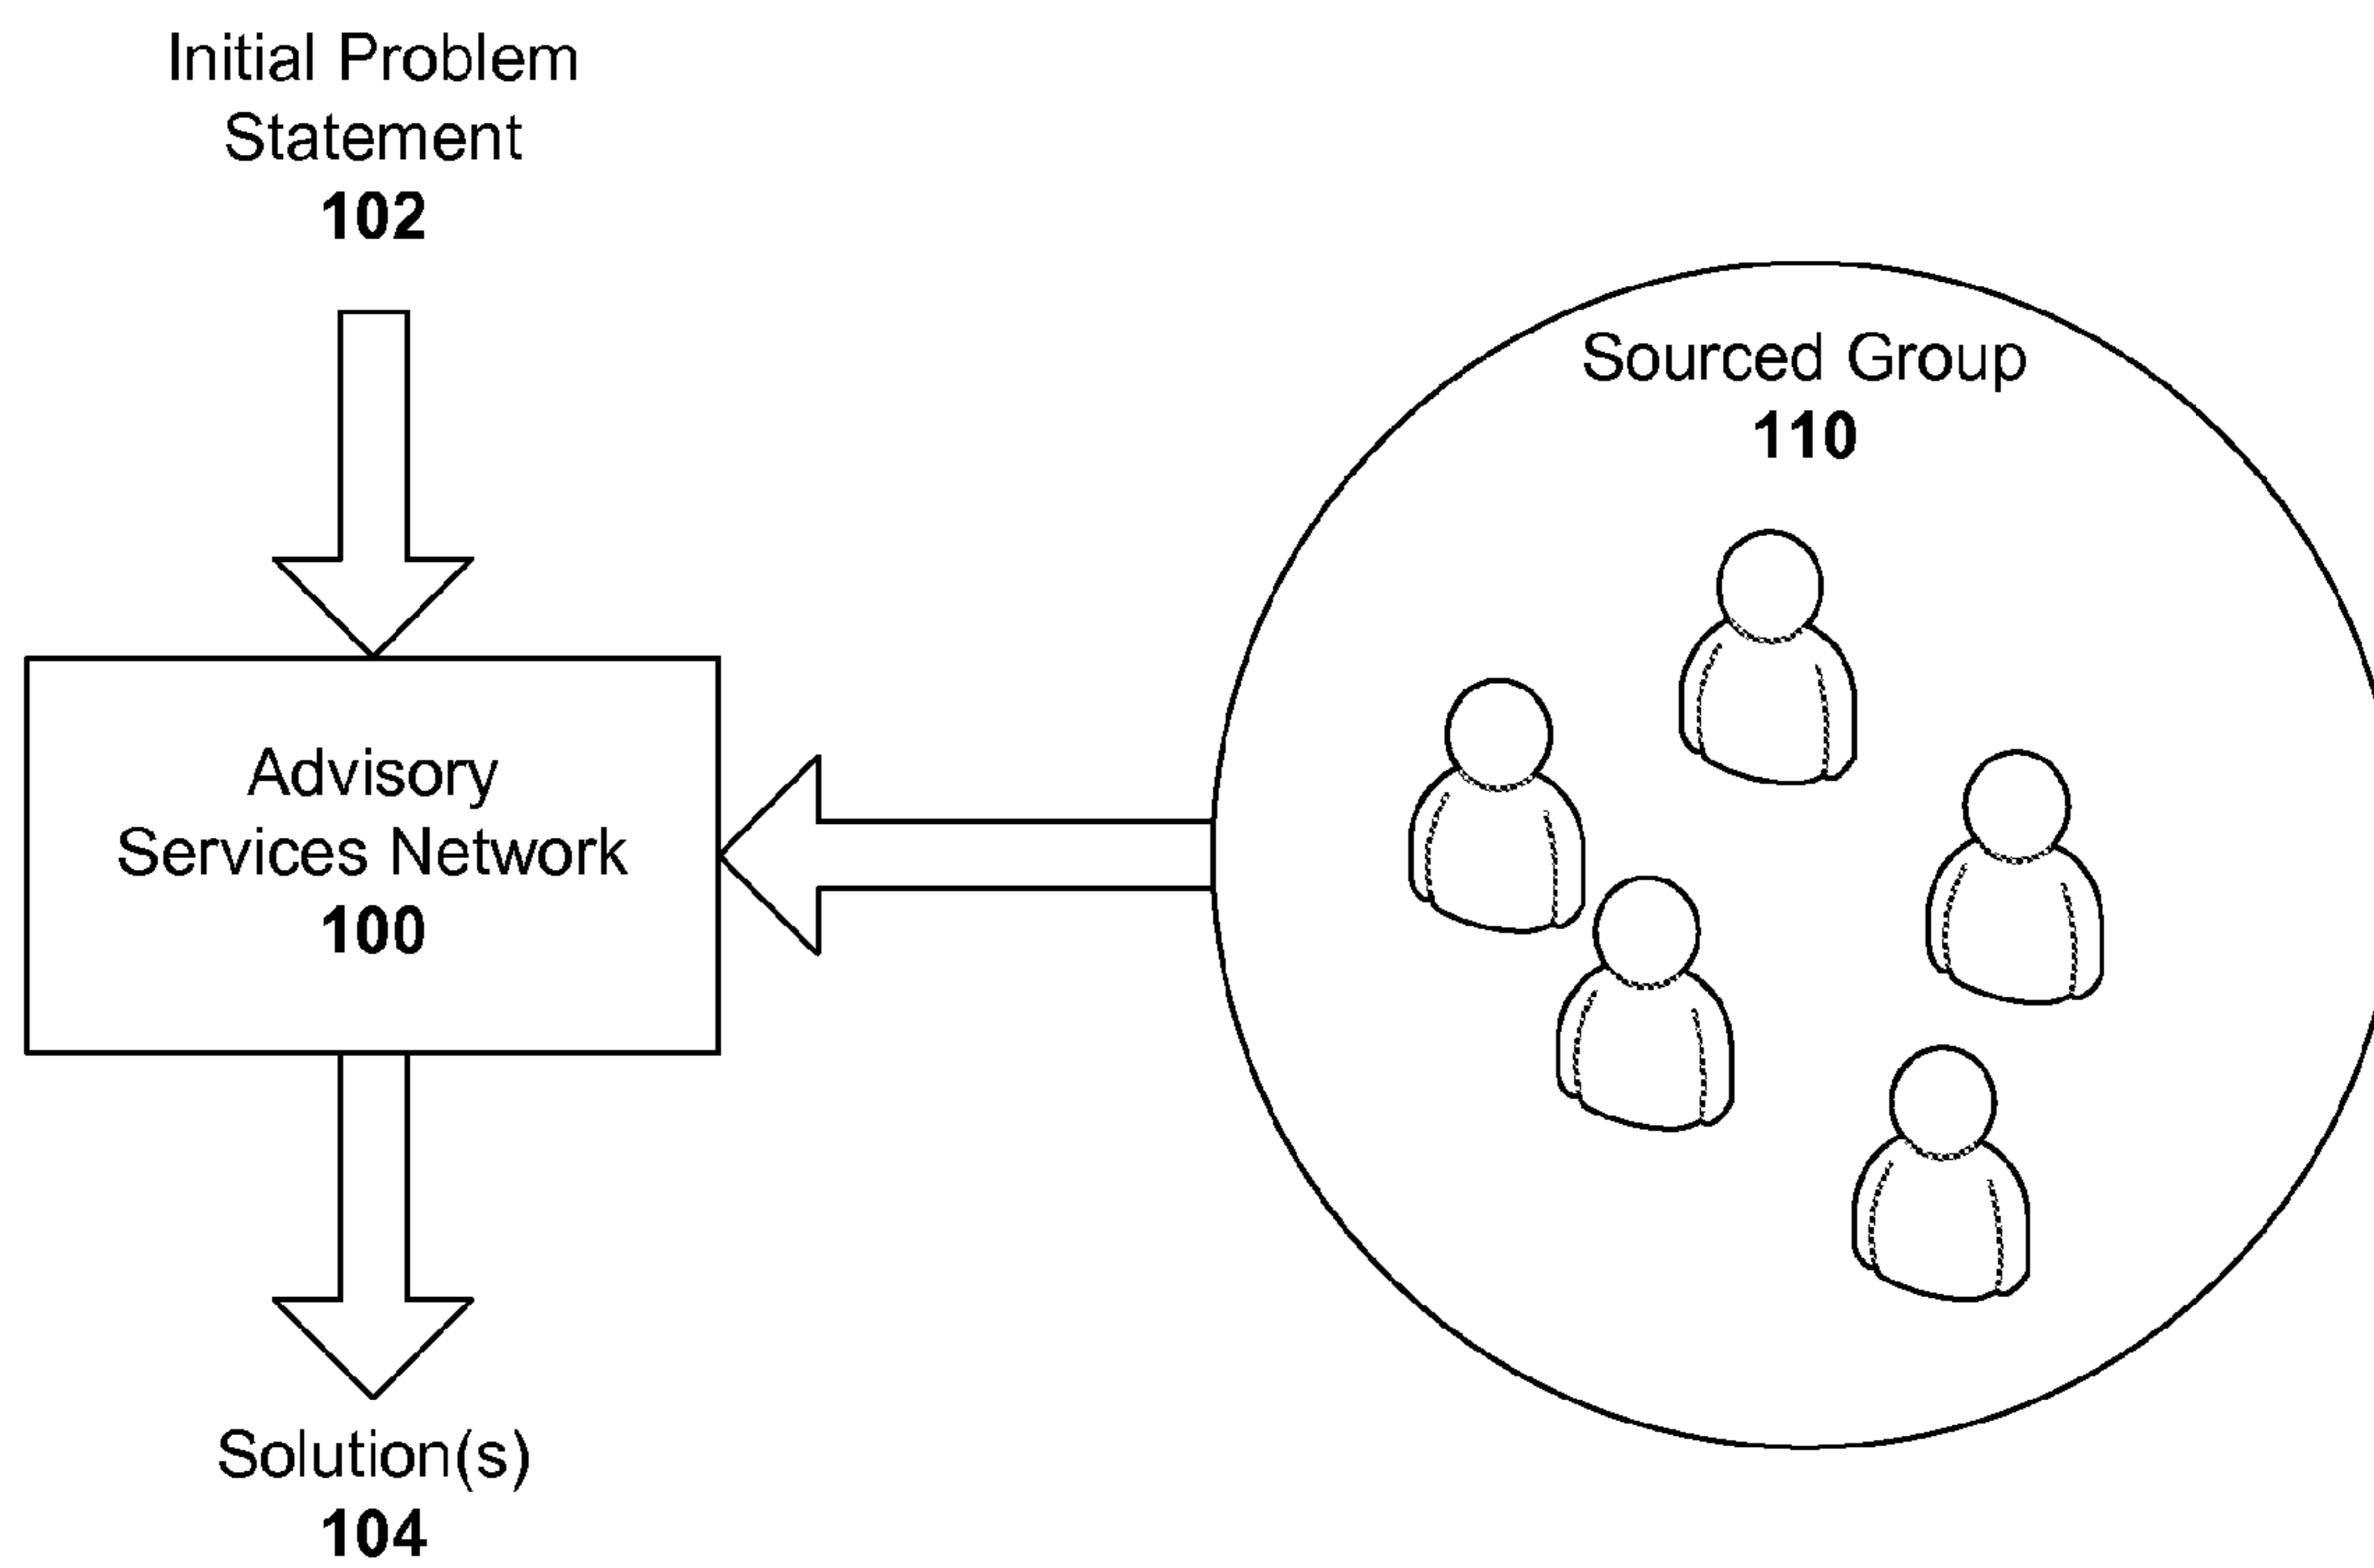 Initial Problem
Statement
102
Sourced Group
110
Advisory
Services Network
100
Solution(s)
104